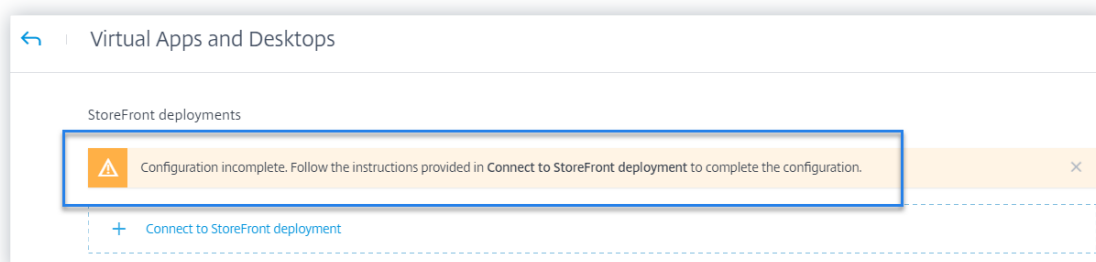 Virtual Apps and Desktops
StoreFront deployments
Configuration incomplete. Follow the instructions provided in Connect to StoreFront deployment to complete the configuration.
Connect to StoreFront deployment